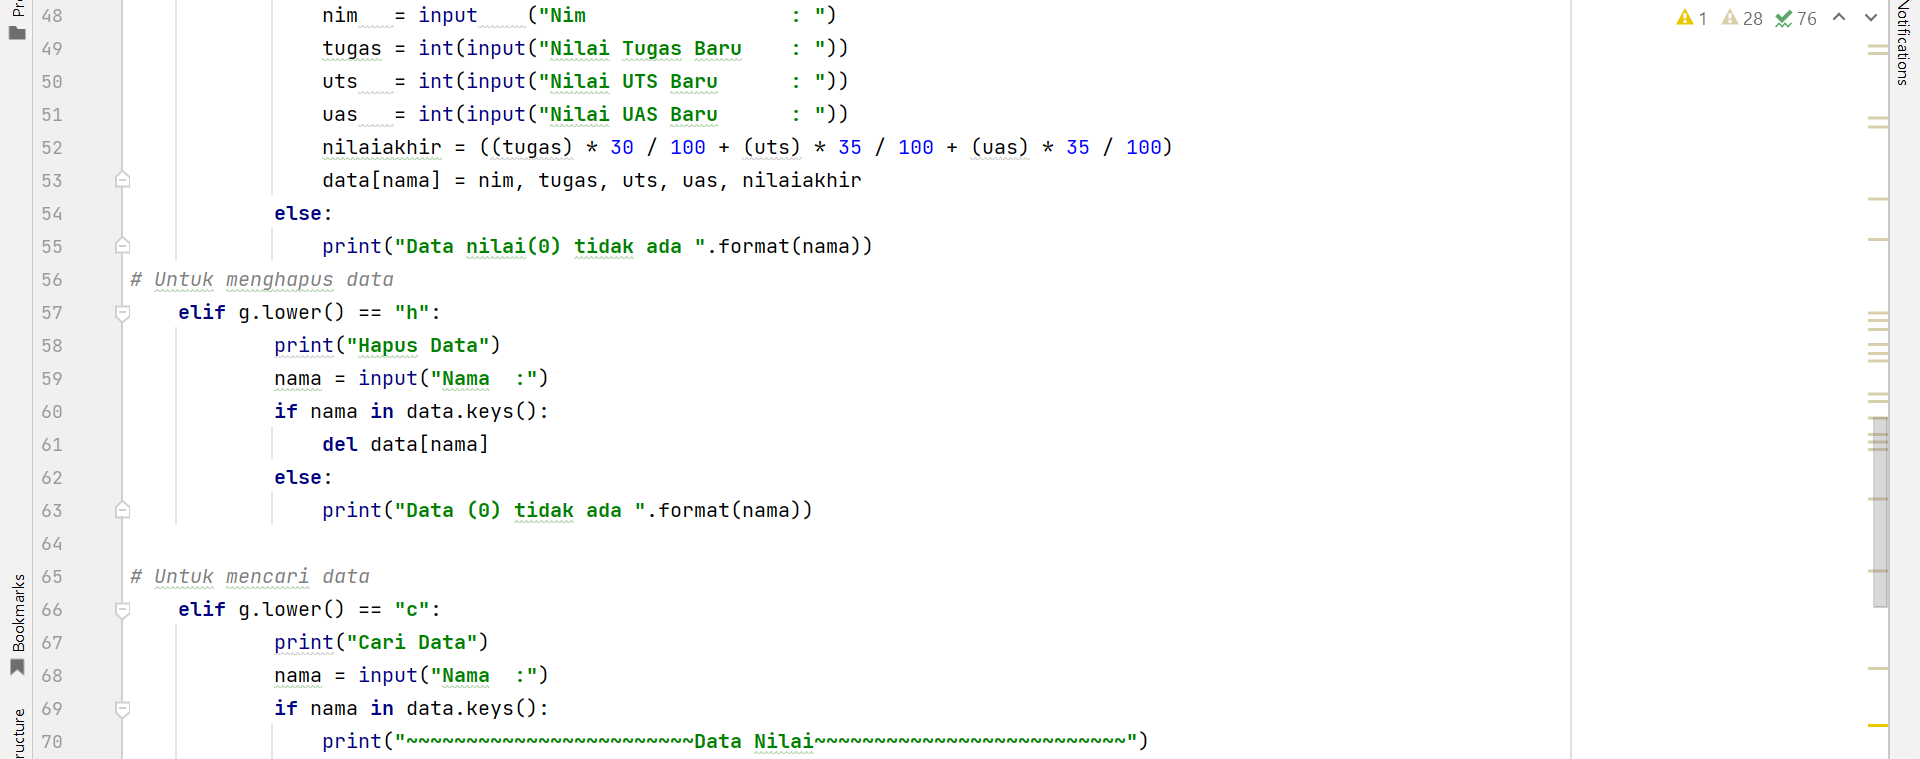 48 nim   = input    ("Nim                 : ")
49 tugas = int(input("Nilai Tugas Baru    : "))
50 uts   = int(input("Nilai UTS Baru      : "))
51 uas   = int(input("Nilai UAS Baru      : "))
52 nilaiakhir = ((tugas) * 30 / 100 + (uts) * 35 / 100 + (uas) * 35 / 100)
53 data[nama] = nim, tugas, uts, uas, nilaiakhir
54 else:
55 print("Data nilai(0) tidak ada ".format(nama))
56 # Untuk menghapus data
57 elif g.lower() == "h":
58 print("Hapus Data")
59 nama = input("Nama  :")
60 if nama in data.keys():
61 del data[nama]
62 else:
63 print("Data (0) tidak ada ".format(nama))
64
65 # Untuk mencari data
66 elif g.lower() == "c":
67 print("Cari Data")
68 nama = input("Nama  :")
69 if nama in data.keys():
70 print("~~~~~~~~~~~~~~~~~~~~~~~~Data Nilai~~~~~~~~~~~~~~~~~~~~~~~~~~")
1 28 76
Notifications
Bookmarks